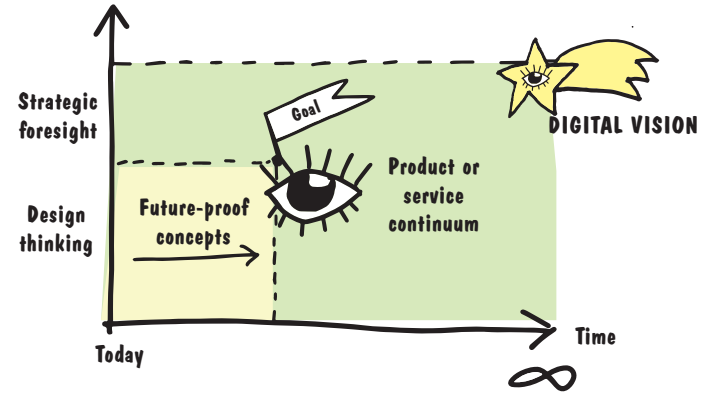 Strategic
foresight
Goal
DIGITAL VISION
Product or
service
continuum
Design
thinking
Future-proof
concepts
Time
Today
∞